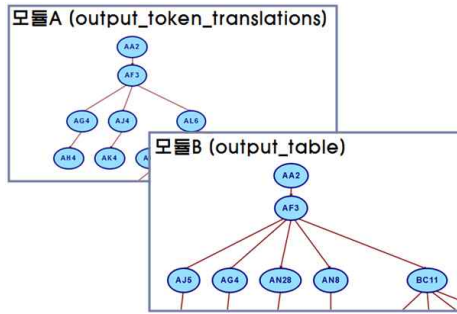 모듈A (output_token_translations)
AA2
AF3
AG4 AJ4 AL6
AH4 AK4
모듈B (output_table)
AA2
AF3
AJ5 AG4 AN28 AN8 BC11